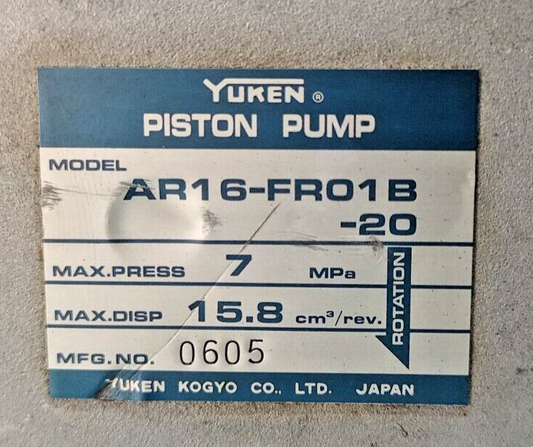 YUKEN ®
PISTON PUMP
MODEL
AR16-FR01B
-20
MAX.PRESS 7 MPa
MAX.DISP 15.8 cm³/rev.
ROTATION
MFG.NO. 0605
YUKEN KOGYO CO., LTD. JAPAN